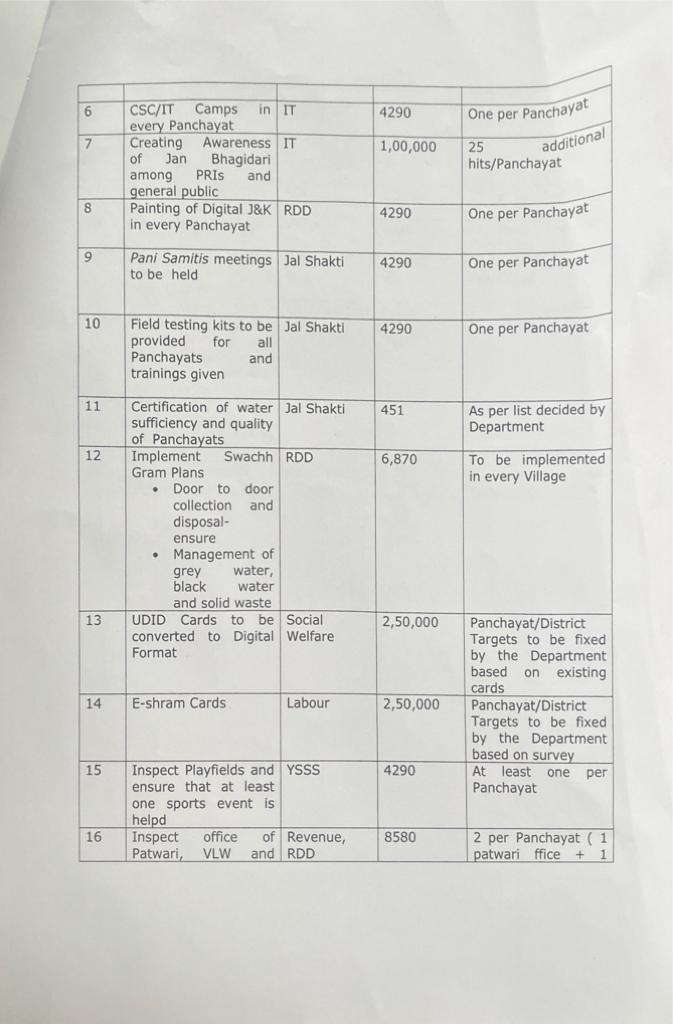 6 CSC/IT Camps in IT 4290 One per Panchayat
every Panchayat
7 Creating Awareness IT 1,00,000 25 additional
of Jan Bhagidari hits/Panchayat
among PRIs and
general public
8 Painting of Digital J&K RDD 4290 One per Panchayat
in every Panchayat
9 Pani Samitis meetings Jal Shakti 4290 One per Panchayat
to be held
10 Field testing kits to be Jal Shakti 4290 One per Panchayat
provided for all
Panchayats and
trainings given
11 Certification of water Jal Shakti 451 As per list decided by
sufficiency and quality Department
of Panchayats
12 Implement Swachh RDD 6,870 To be implemented
Gram Plans in every Village
• Door to door
collection and
disposal-
ensure
• Management of
grey water,
black water
and solid waste
13 UDID Cards to be Social 2,50,000 Panchayat/District
converted to Digital Welfare Targets to be fixed
Format by the Department
based on existing
cards
14 E-shram Cards Labour 2,50,000 Panchayat/District
Targets to be fixed
by the Department
based on survey
15 Inspect Playfields and YSSS 4290 At least one per
ensure that at least Panchayat
one sports event is
helpd
16 Inspect office of Revenue, 8580 2 per Panchayat ( 1
Patwari, VLW and RDD patwari ffice + 1